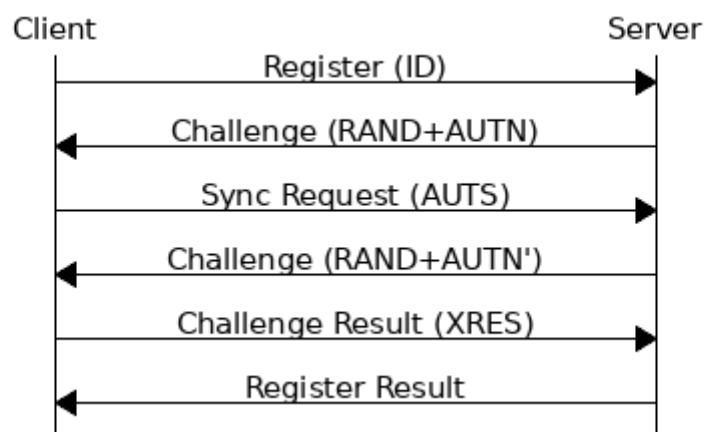 Client Server
Register (ID)
Challenge (RAND+AUTN)
Sync Request (AUTS)
Challenge (RAND+AUTN')
Challenge Result (XRES)
Register Result